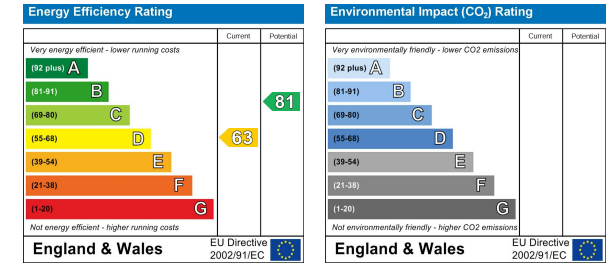 Energy Efficiency Rating
Current Potential
Very energy efficient - lower running costs
(92 plus) A
(81-91) B
(69-80) C
(55-68) D
(39-54) E
(21-38) F
(1-20) G
63
81
Not energy efficient - higher running costs
England & Wales
EU Directive
2002/91/EC
Environmental Impact (CO2) Rating
Current Potential
Very environmentally friendly - lower CO2 emissions
(92 plus) A
(81-91) B
(69-80) C
(55-68) D
(39-54) E
(21-38) F
(1-20) G
Not environmentally friendly - higher CO2 emissions
England & Wales
EU Directive
2002/91/EC